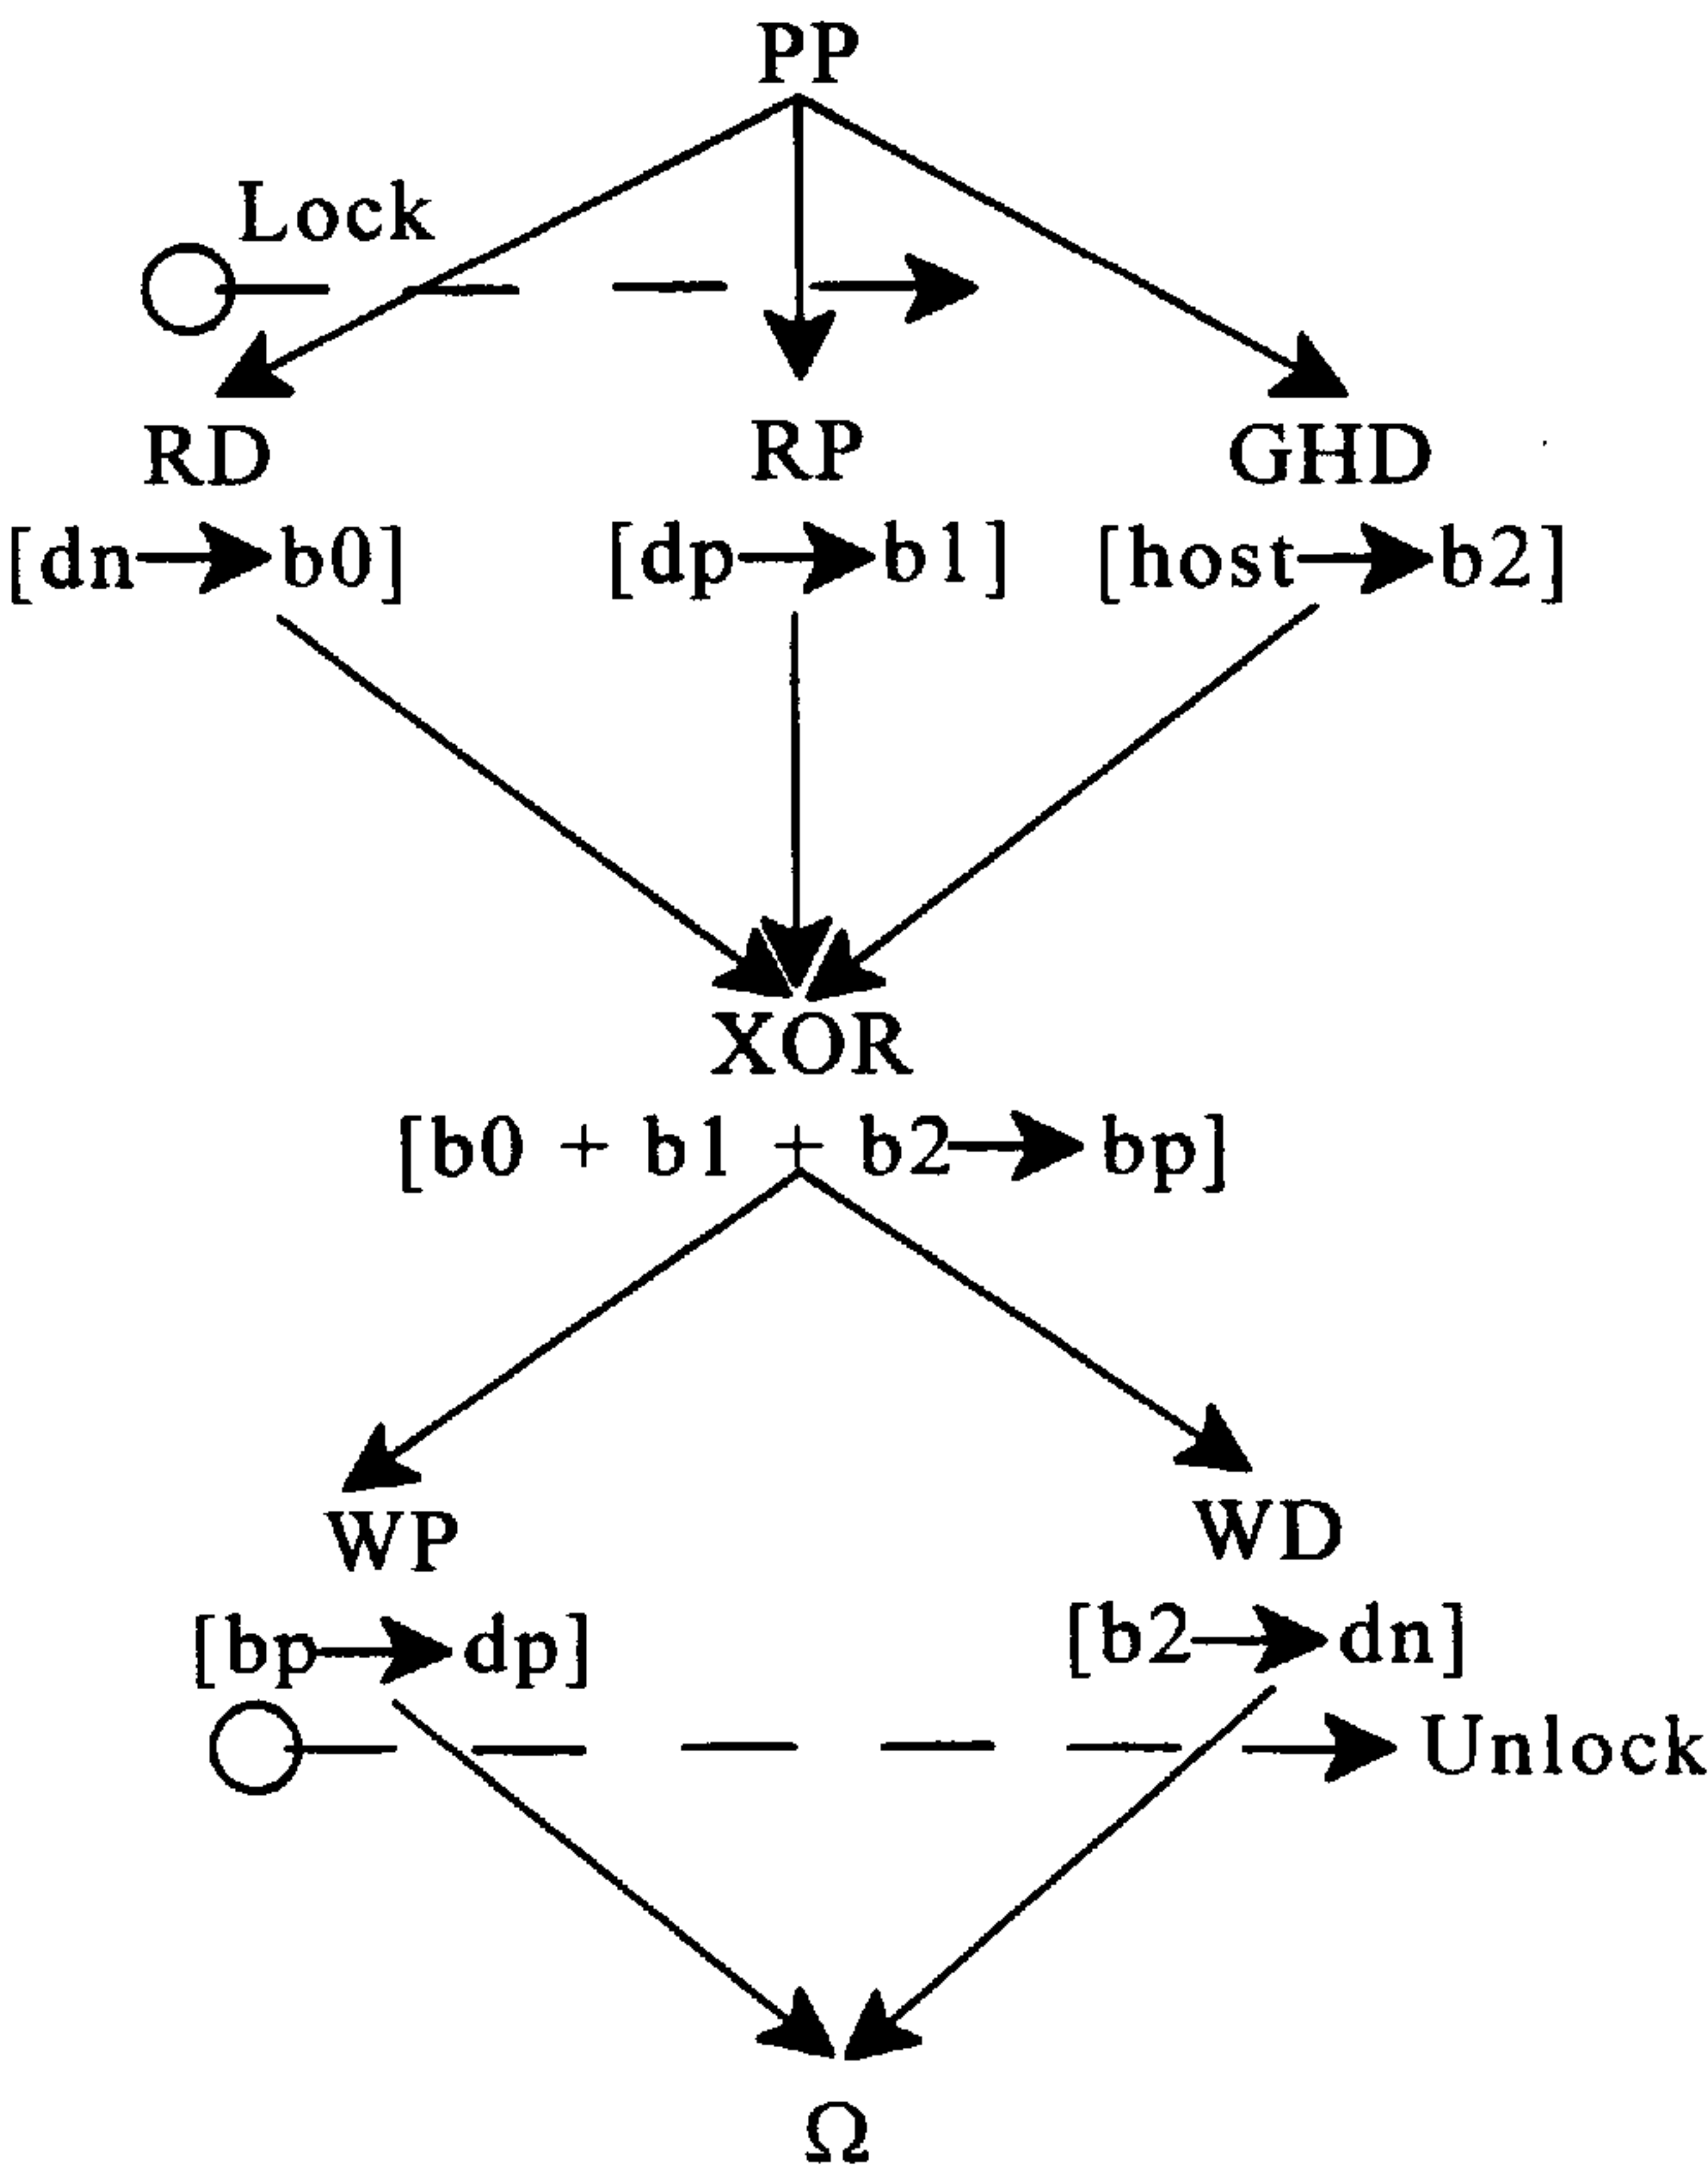 PP
Lock
RD RP GHD
[dn→b0] [dp→b1] [host→b2]
XOR
[b0 + b1 + b2→bp]
WP WD
[bp→dp] [b2→dn]
Unlock
Ω